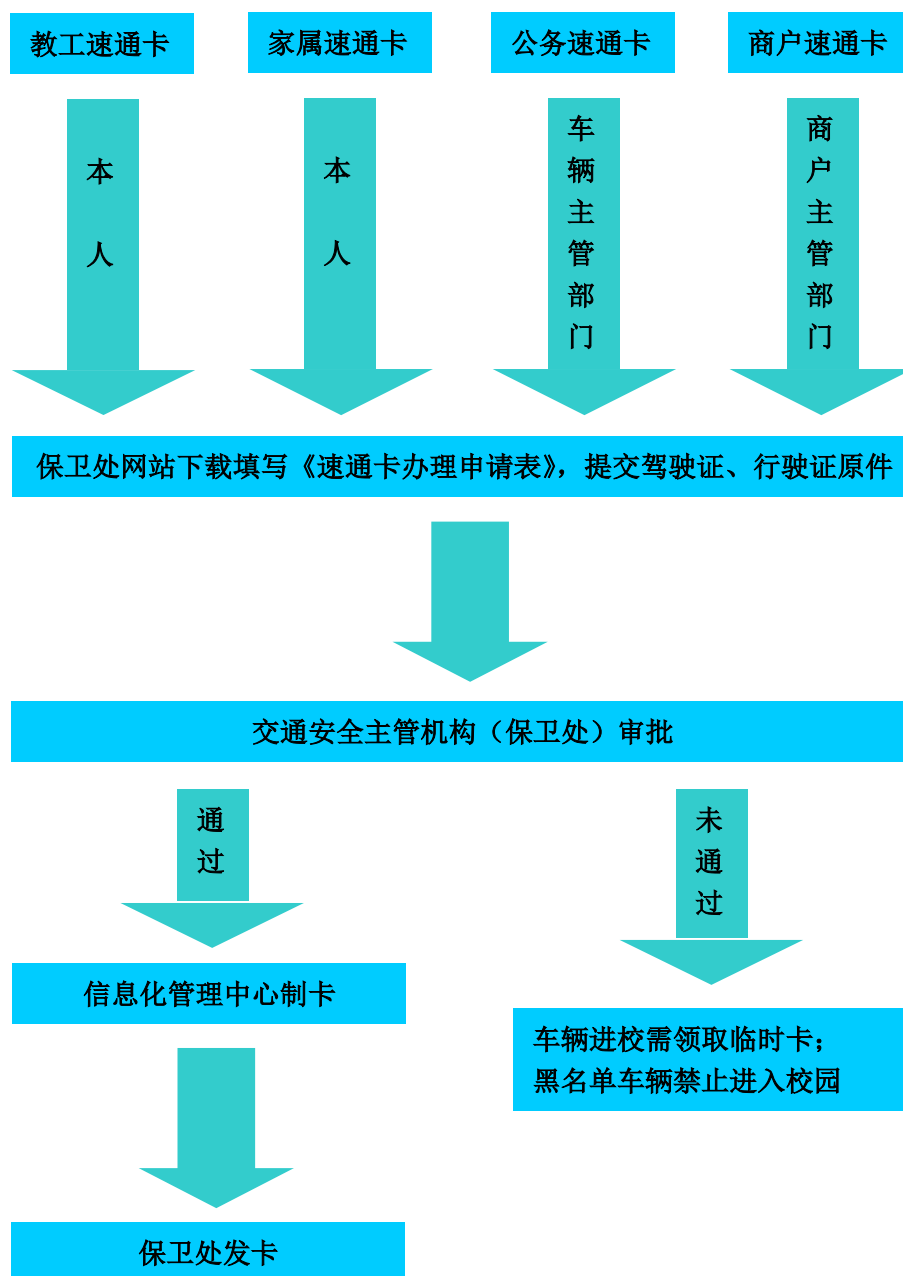 教工速通卡
家属速通卡
公务速通卡
商户速通卡
本人
本人
车辆主管部门
商户主管部门
保卫处网站下载填写《速通卡办理申请表》，提交驾驶证、行驶证原件
交通安全主管机构（保卫处）审批
通过
未通过
信息化管理中心制卡
车辆进校需领取临时卡；
黑名单车辆禁止进入校园
保卫处发卡